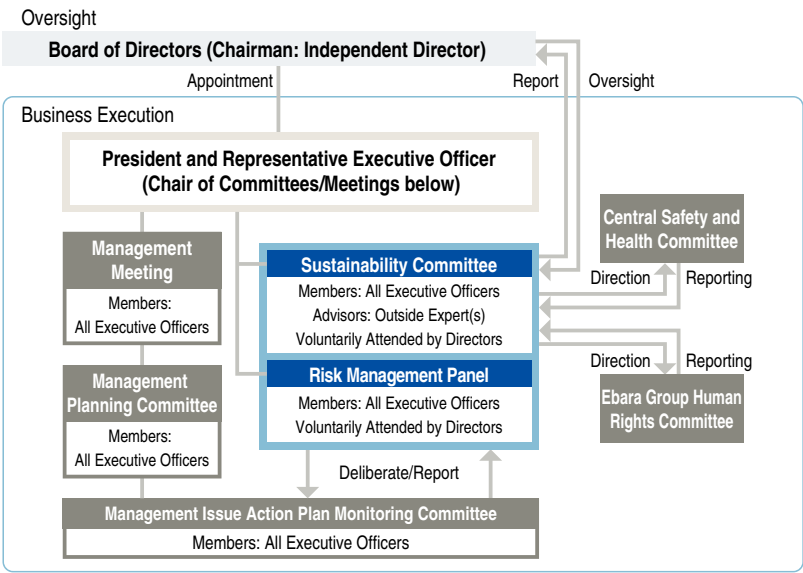 Oversight
Board of Directors (Chairman: Independent Director)
Appointment
Report
Oversight
Business Execution
President and Representative Executive Officer
(Chair of Committees/Meetings below)
Management
Meeting
Members:
All Executive Officers
Management
Planning Committee
Members:
All Executive Officers
Sustainability Committee
Members: All Executive Officers
Advisors: Outside Expert(s)
Voluntarily Attended by Directors
Risk Management Panel
Members: All Executive Officers
Voluntarily Attended by Directors
Central Safety and
Health Committee
Direction
Reporting
Direction
Reporting
Ebara Group Human
Rights Committee
Deliberate/Report
Management Issue Action Plan Monitoring Committee
Members: All Executive Officers